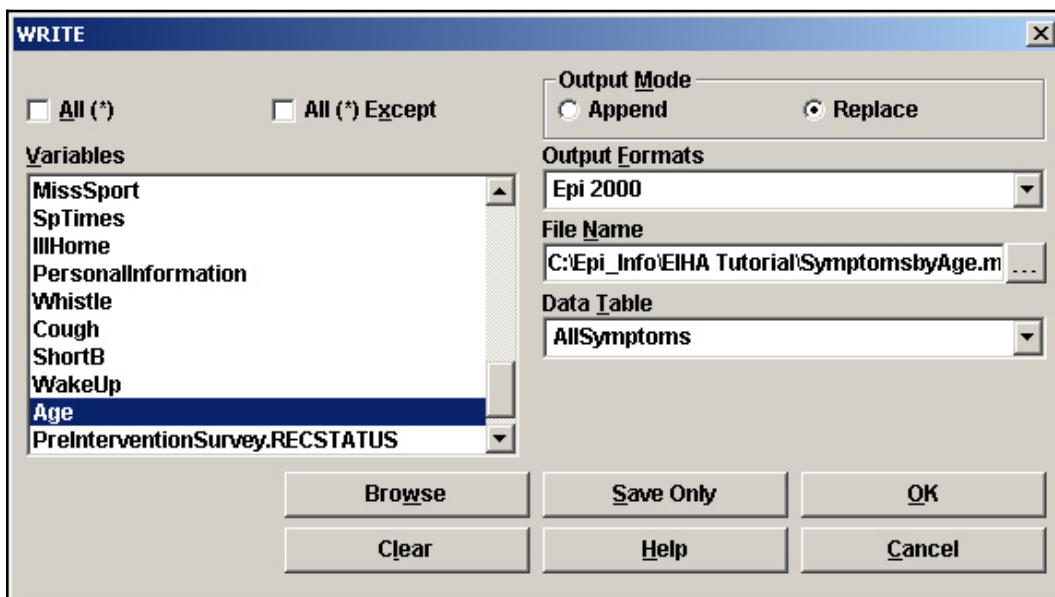 WRITE
All (*)
All (*) Except
Output Mode
Append
Replace
Variables
MissSport
SpTimes
IllHome
PersonalInformation
Whistle
Cough
ShortB
WakeUp
Age
PreInterventionSurvey.RECSTATUS
Output Formats
Epi 2000
File Name
C:\Epi_Info\EIHA Tutorial\SymptomsbyAge.m
...
Data Table
AllSymptoms
Browse
Save Only
OK
Clear
Help
Cancel